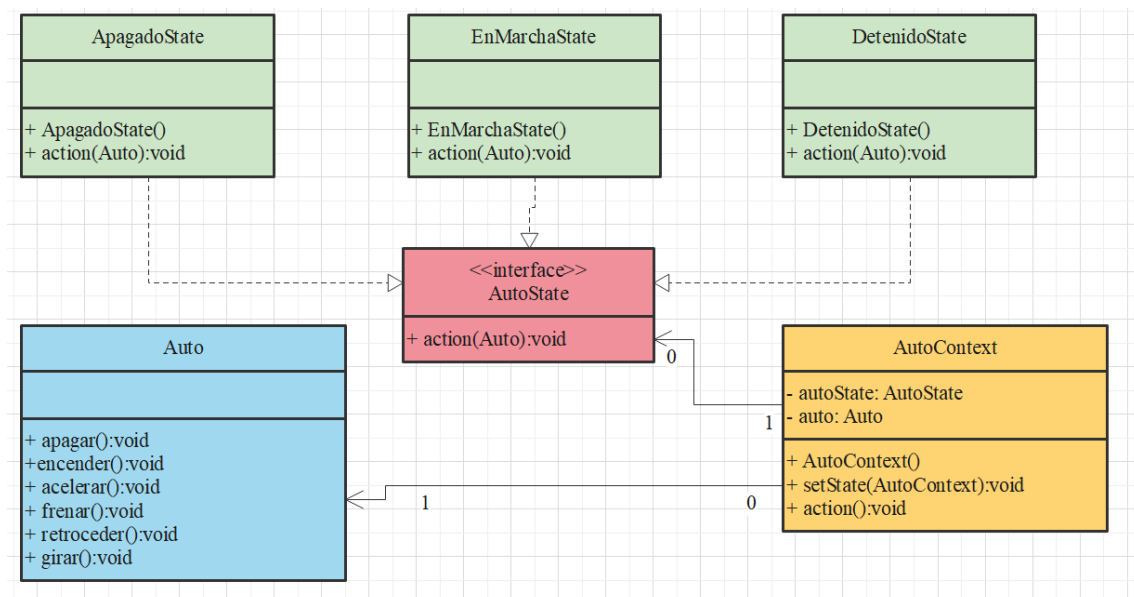 ApagadoState
+ ApagadoState()
+ action(Auto):void
EnMarchaState
+ EnMarchaState()
+ action(Auto):void
DetenidoState
+ DetenidoState()
+ action(Auto):void
<<interface>>
AutoState
+ action(Auto):void
0
Auto
+ apagar():void
+encender():void
+ acelerar():void
+ frenar():void
+ retroceder():void
+ girar():void
AutoContext
- autoState: AutoState
- auto: Auto
+ AutoContext()
+ setState(AutoContext):void
+ action():void
1
1
0